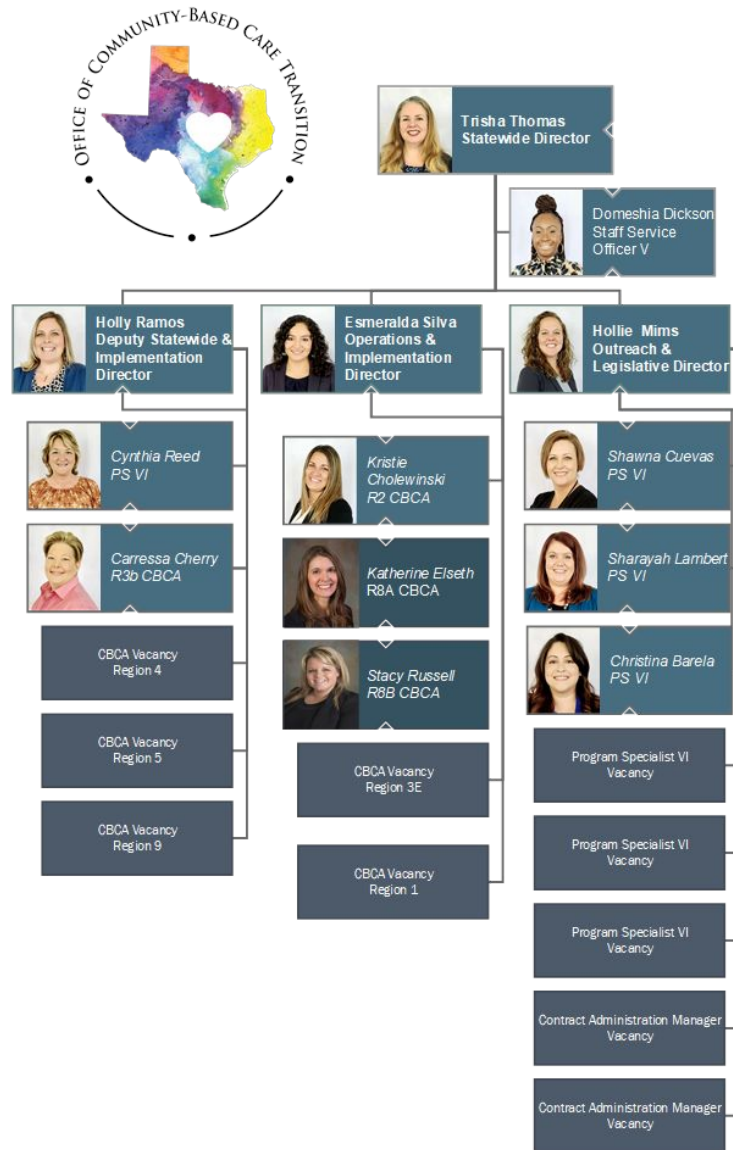 OFFICE OF COMMUNITY-BASED CARE TRANSITION
Trisha Thomas
Statewide Director
Domeshia Dickson
Staff Service
Officer V
Holly Ramos
Deputy Statewide &
Implementation
Director
Esmeralda Silva
Operations &
Implementation
Director
Hollie Mims
Outreach &
Legislative Director
Cynthia Reed
PS VI
Carressa Cherry
R3b CBCA
CBCA Vacancy
Region 4
CBCA Vacancy
Region 5
CBCA Vacancy
Region 9
Kristie
Cholewinski
R2 CBCA
Katherine Elseth
R8A CBCA
Stacy Russell
R8B CBCA
CBCA Vacancy
Region 3E
CBCA Vacancy
Region 1
Shawna Cuevas
PS VI
Sharayah Lambert
PS VI
Christina Barela
PS VI
Program Specialist VI
Vacancy
Program Specialist VI
Vacancy
Program Specialist VI
Vacancy
Contract Administration Manager
Vacancy
Contract Administration Manager
Vacancy